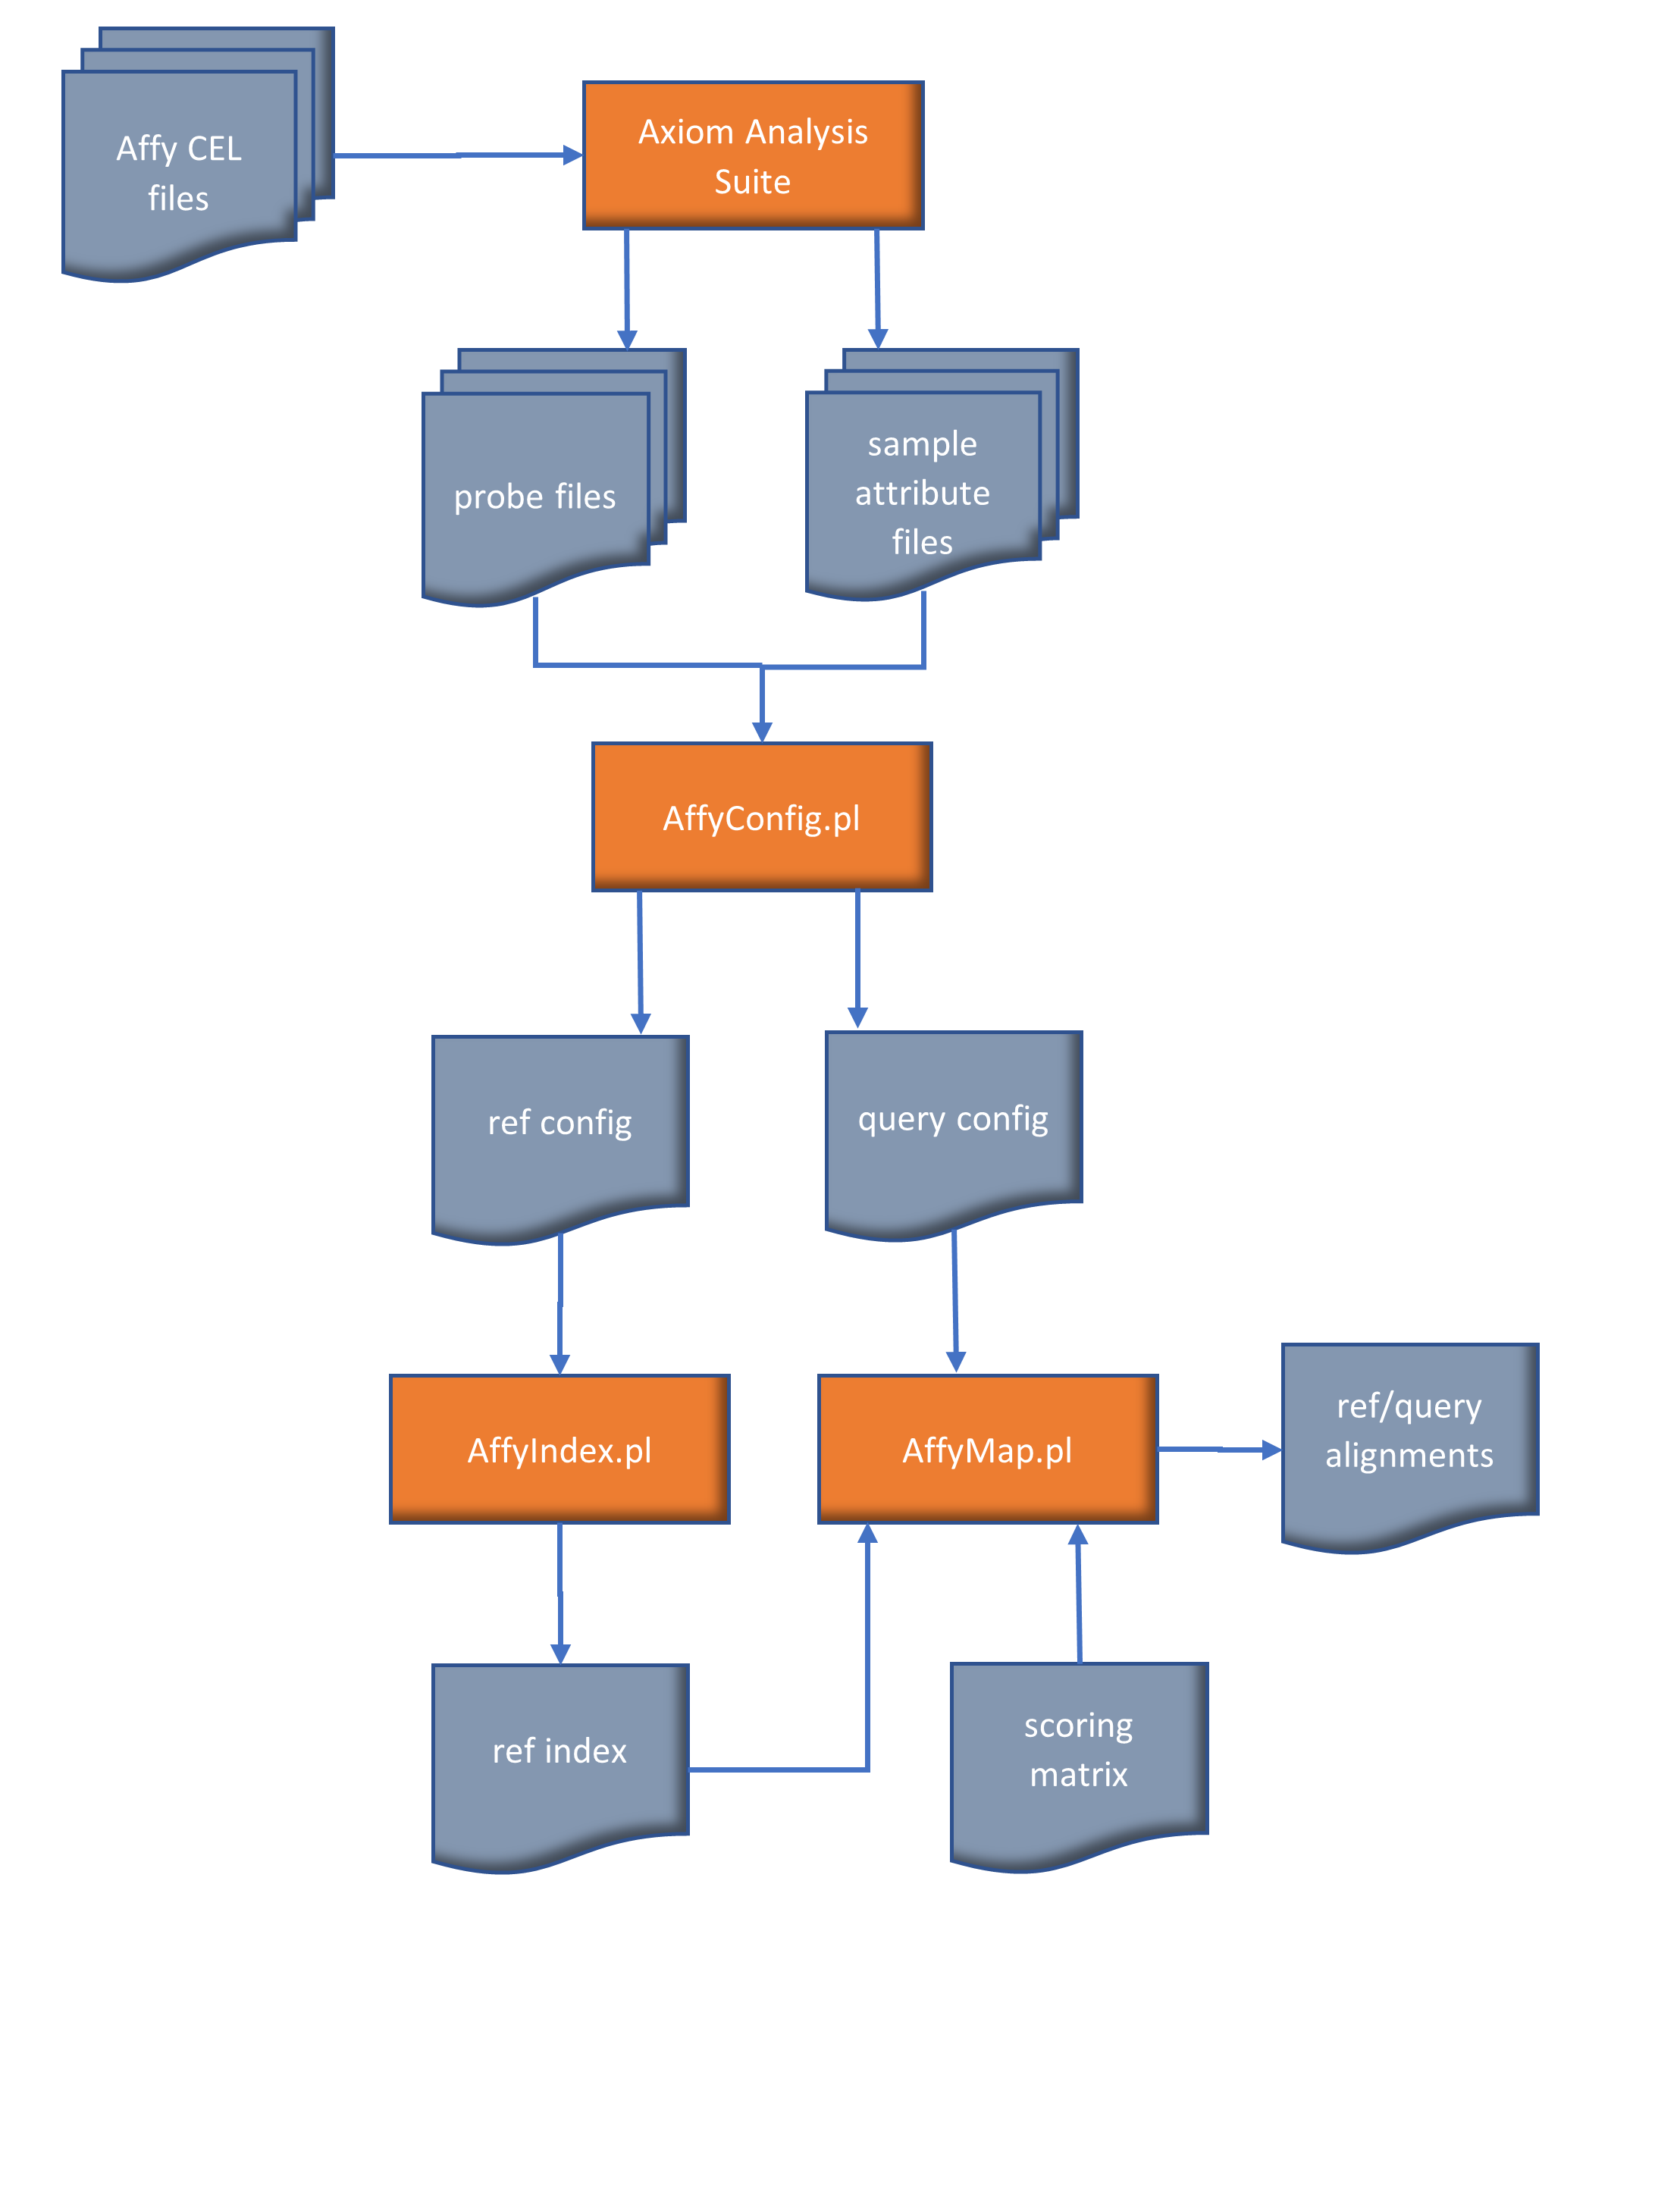 Affy CEL
files
Axiom Analysis
Suite
probe files
sample
attribute
files
AffyConfig.pl
ref config
query config
AffyIndex.pl
AffyMap.pl
ref/query
alignments
ref index
scoring
matrix